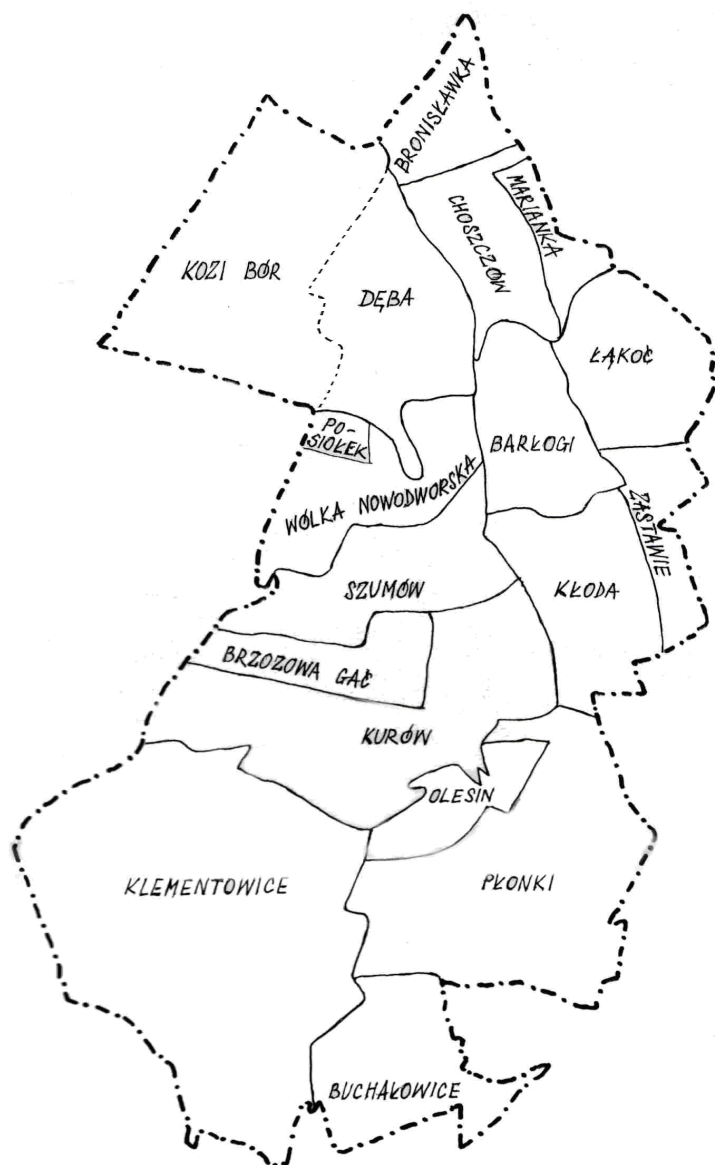 BRONISŁAWKA
MARIANKA
CHOSZCZÓW
KOZI BÓR
DĘBA
ŁĄKOĆ
PO-
SIOŁEK
BARŁOGI
WÓLKA NOWODWORSKA
ZASTAWIE
SZUMÓW
KŁODA
BRZOZOWA GAĆ
KURÓW
OLESIN
KLEMENTOWICE
PŁONKI
BUCHAŁOWICE